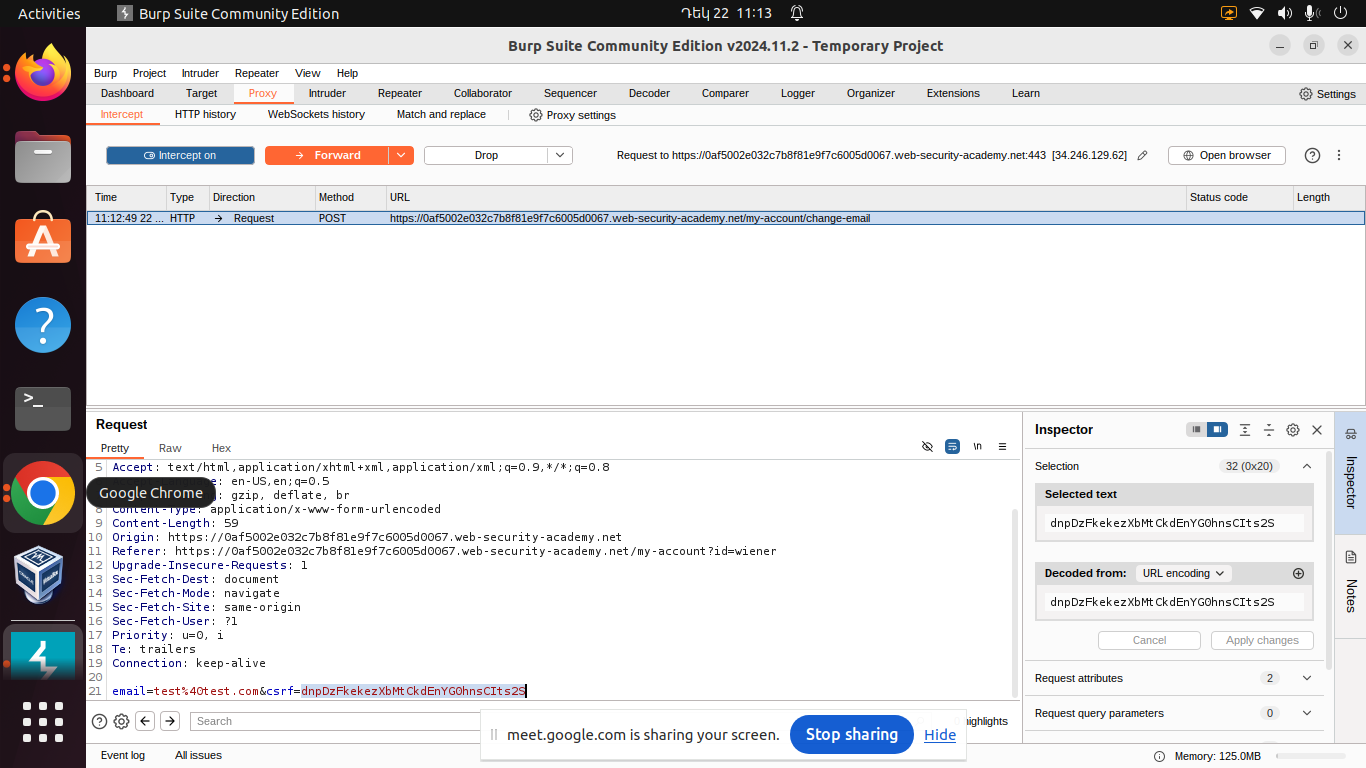 Activities
Burp Suite Community Edition
Դեկ 22 11:13
Burp Suite Community Edition v2024.11.2 - Temporary Project
Burp Project Intruder Repeater View Help
Dashboard Target Proxy Intruder Repeater Collaborator Sequencer Decoder Comparer Logger Organizer Extensions Learn Settings
Intercept HTTP history WebSockets history Match and replace Proxy settings
Intercept on Forward Drop Request to https://0af5002e032c7b8f81e9f7c6005d0067.web-security-academy.net:443 [34.246.129.62] Open browser
Time Type Direction Method URL Status code Length
11:12:49 22 ... HTTP → Request POST https://0af5002e032c7b8f81e9f7c6005d0067.web-security-academy.net/my-account/change-email
Request
Pretty Raw Hex
\n
5 Accept: text/html,application/xhtml+xml,application/xml;q=0.9,*/*;q=0.8
en-US,en;q=0.5
gzip, deflate, br
8 Content-Type: application/x-www-form-urlencoded
9 Content-Length: 59
10 Origin: https://0af5002e032c7b8f81e9f7c6005d0067.web-security-academy.net
11 Referer: https://0af5002e032c7b8f81e9f7c6005d0067.web-security-academy.net/my-account?id=wiener
12 Upgrade-Insecure-Requests: 1
13 Sec-Fetch-Dest: document
14 Sec-Fetch-Mode: navigate
15 Sec-Fetch-Site: same-origin
16 Sec-Fetch-User: ?1
17 Priority: u=0, i
18 Te: trailers
19 Connection: keep-alive
20
21 email=test%40test.com&csrf=dnpDzFkekezXbMtCkdEnYG0hnsCIts2S
Google Chrome
Search
Inspector
Selection 32 (0x20)
Selected text
dnpDzFkekezXbMtCkdEnYG0hnsCIts2S
Decoded from: URL encoding
dnpDzFkekezXbMtCkdEnYG0hnsCIts2S
Cancel Apply changes
Request attributes 2
Request query parameters 0
Inspector
Notes
meet.google.com is sharing your screen. Stop sharing Hide
Event log All issues
Memory: 125.0MB